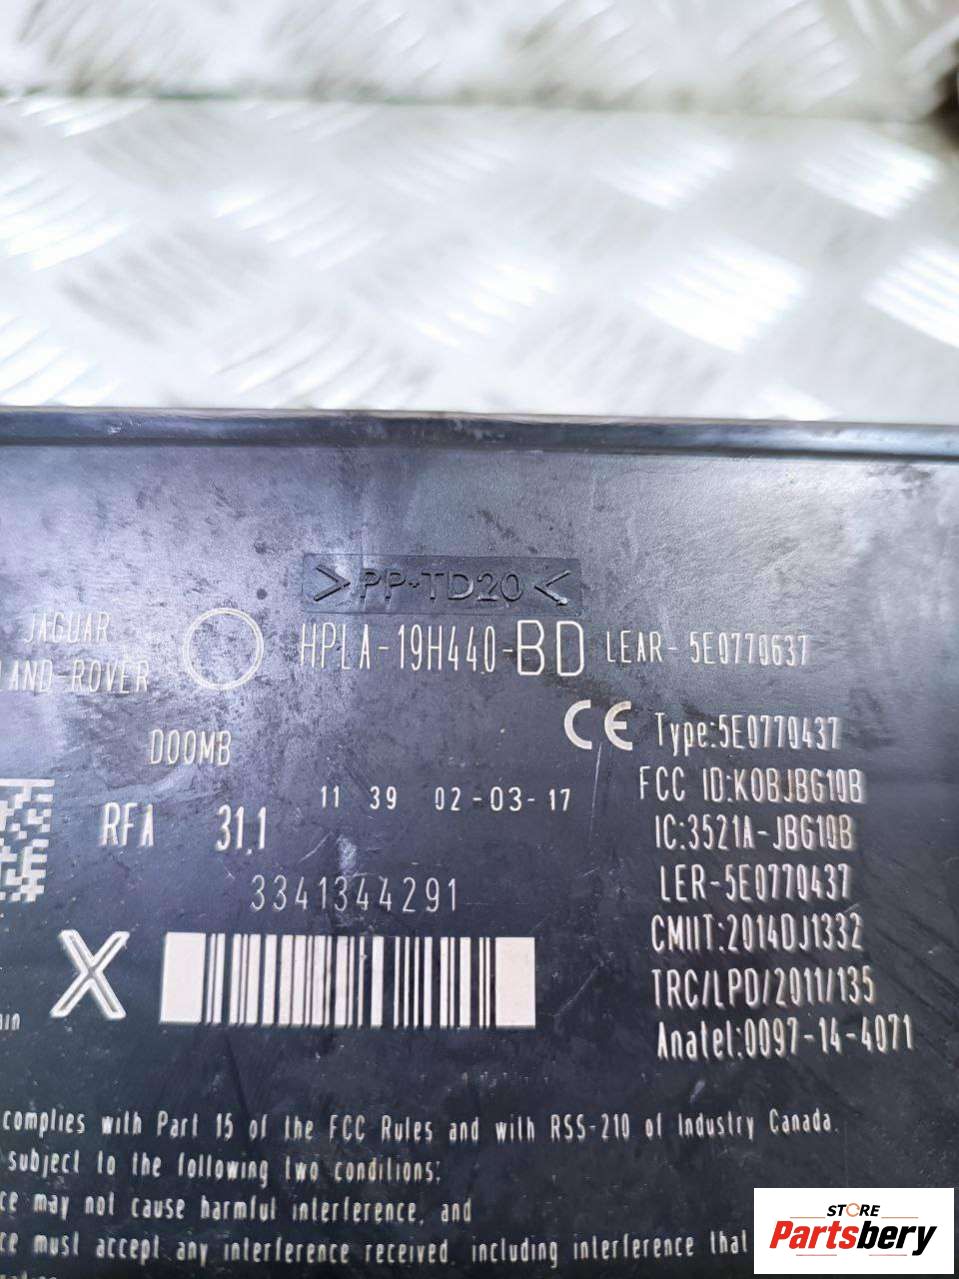 >PP-TD20<
JAGUAR
LAND-ROVER
HPLA-19H440-BD LEAR- 5E0770637
D00MB
CE Type:5E0770437
RFA 31.1
11 39 02-03-17
FCC ID:KOBJBG10B
IC:3521A-JBG10B
3341344291
LER-5E0770437
X
CMIIT:2014DJ1332
TRC/LPD/2011/135
Anatel:0097-14-4071
ain
complies with Part 15 of the FCC Rules and with RSS-210 of Industry Canada.
subject to the following two conditions:
ce may not cause harmful interference, and
ce must accept any interference received, including interference that
STORE
Partsbery